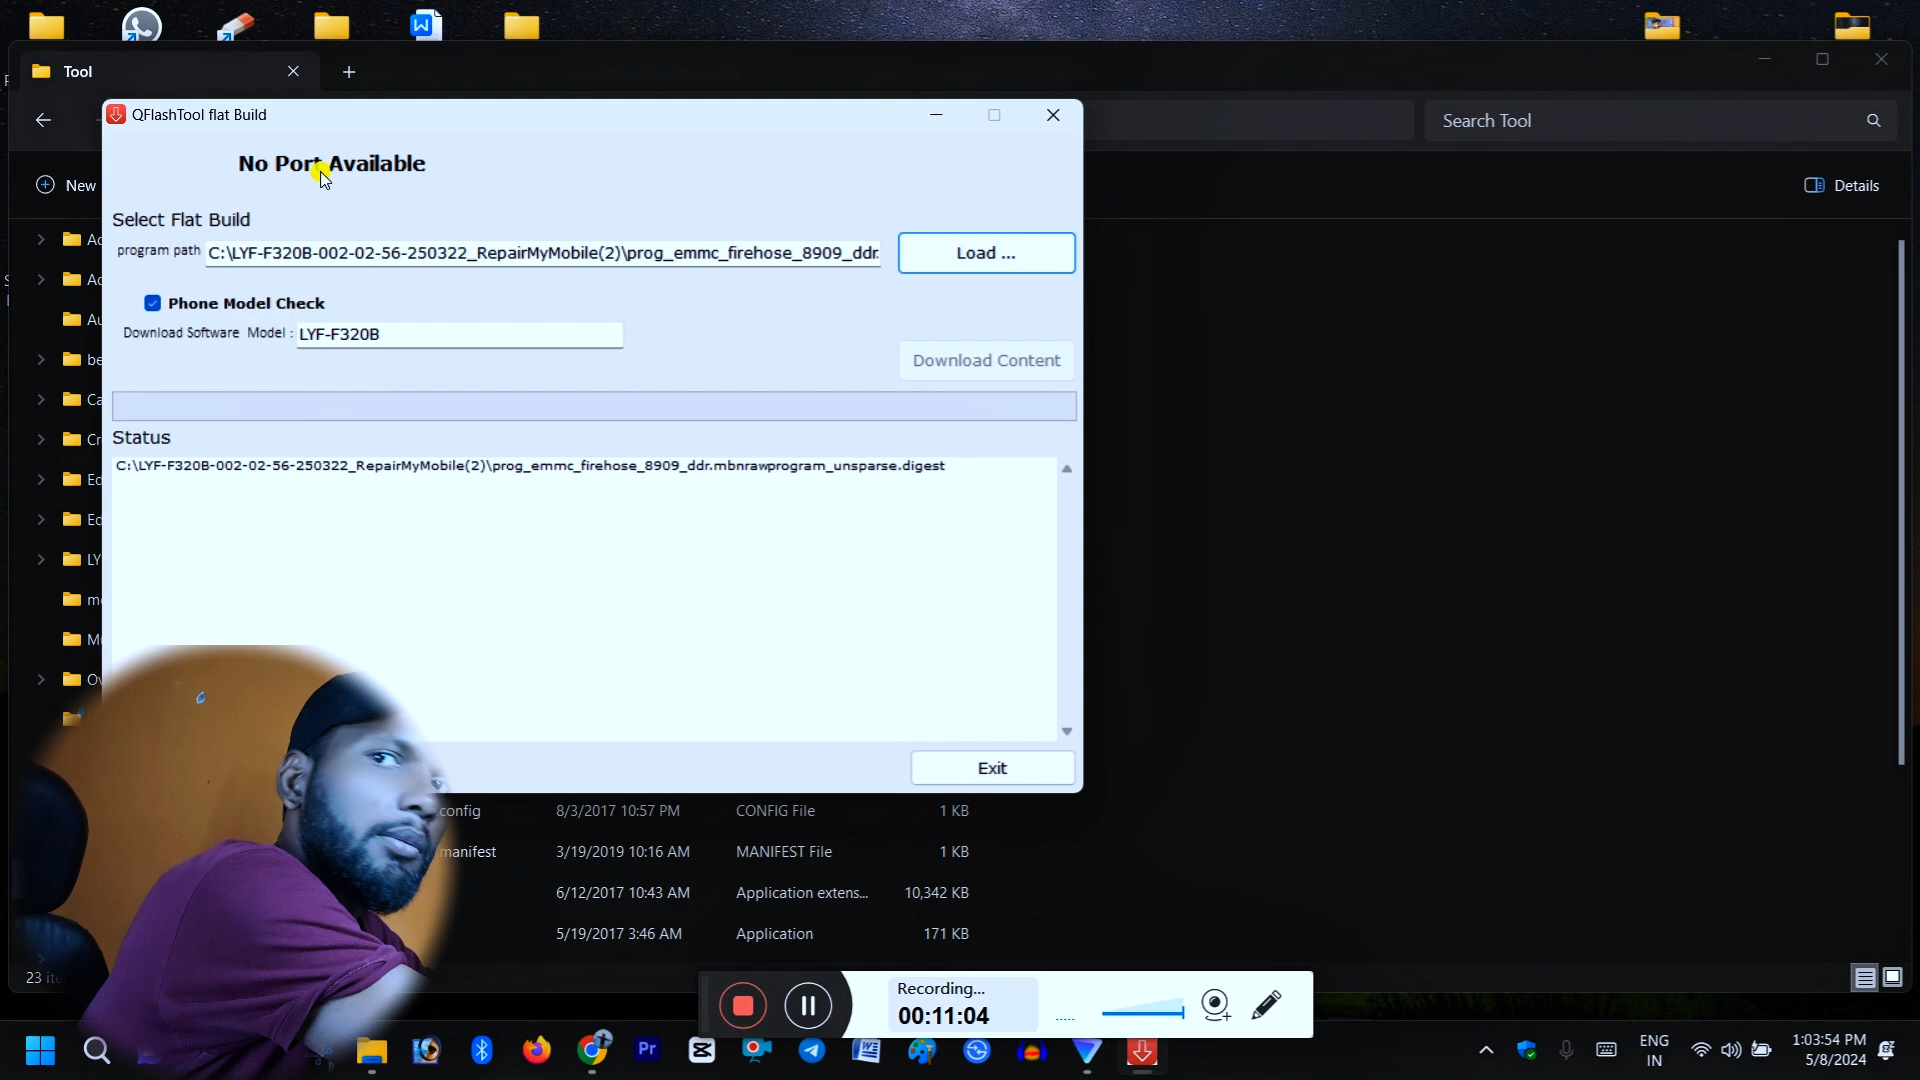 Tool
Search Tool
New
Details
QFlashTool flat Build
No Port Available
Select Flat Build
program path C:\LYF-F320B-002-02-56-250322_RepairMyMobile(2)\prog_emmc_firehose_8909_ddr.
Load ...
Phone Model Check
Download Software Model : LYF-F320B
Download Content
Status
C:\LYF-F320B-002-02-56-250322_RepairMyMobile(2)\prog_emmc_firehose_8909_ddr.mbnrawprogram_unsparse.digest
Exit
config 8/3/2017 10:57 PM CONFIG File 1 KB
manifest 3/19/2019 10:16 AM MANIFEST File 1 KB
6/12/2017 10:43 AM Application extens... 10,342 KB
5/19/2017 3:46 AM Application 171 KB
23
Recording...
00:11:04
Pr
ENG
IN
1:03:54 PM
5/8/2024